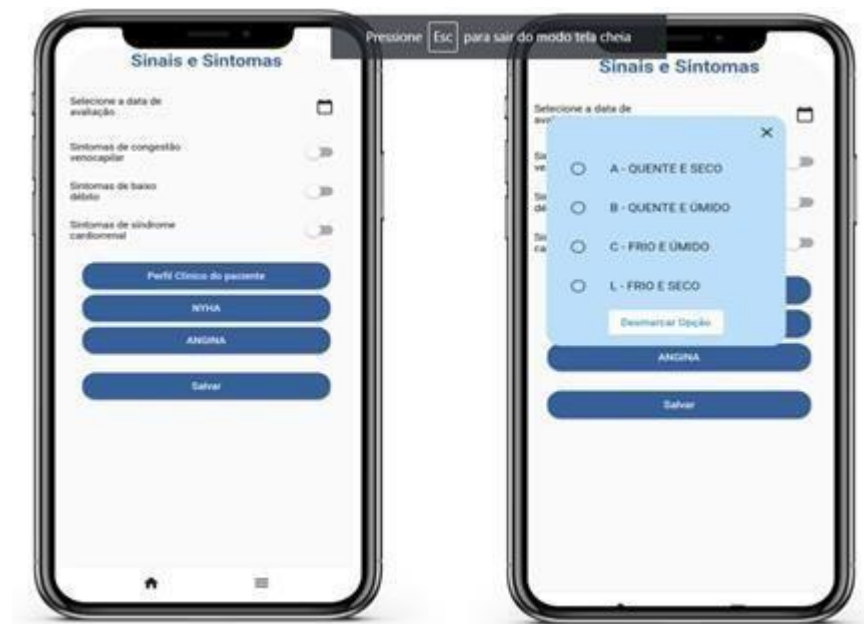 Pressione Esc para sair do modo tela cheia
Sinais e Sintomas
Selecione a data de
avaliação
Sintomas de congestão
venocapilar
Sintomas de baixo
débito
Sintomas de síndrome
cardiorrenal
Perfil Clínico do paciente
NYHA
ANGINA
Salvar
Sinais e Sintomas
Selecione a data de
A - QUENTE E SECO
B - QUENTE E ÚMIDO
C - FRIO E ÚMIDO
L - FRIO E SECO
Desmarcar Opção
ANGINA
Salvar